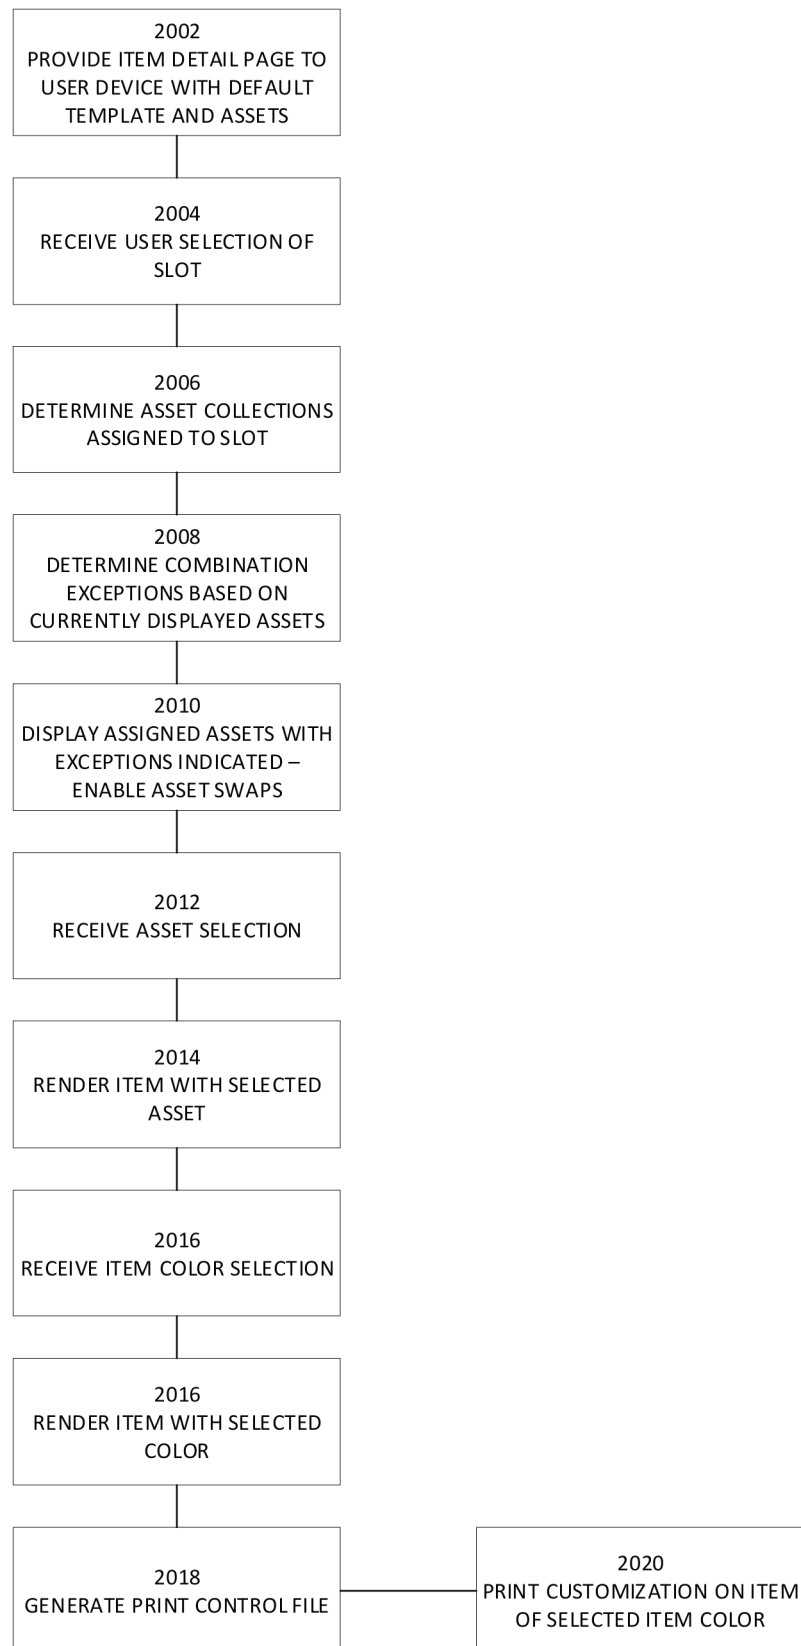 2002
PROVIDE ITEM DETAIL PAGE TO
USER DEVICE WITH DEFAULT
TEMPLATE AND ASSETS
2004
RECEIVE USER SELECTION OF
SLOT
2006
DETERMINE ASSET COLLECTIONS
ASSIGNED TO SLOT
2008
DETERMINE COMBINATION
EXCEPTIONS BASED ON
CURRENTLY DISPLAYED ASSETS
2010
DISPLAY ASSIGNED ASSETS WITH
EXCEPTIONS INDICATED –
ENABLE ASSET SWAPS
2012
RECEIVE ASSET SELECTION
2014
RENDER ITEM WITH SELECTED
ASSET
2016
RECEIVE ITEM COLOR SELECTION
2016
RENDER ITEM WITH SELECTED
COLOR
2018
GENERATE PRINT CONTROL FILE
2020
PRINT CUSTOMIZATION ON ITEM
OF SELECTED ITEM COLOR